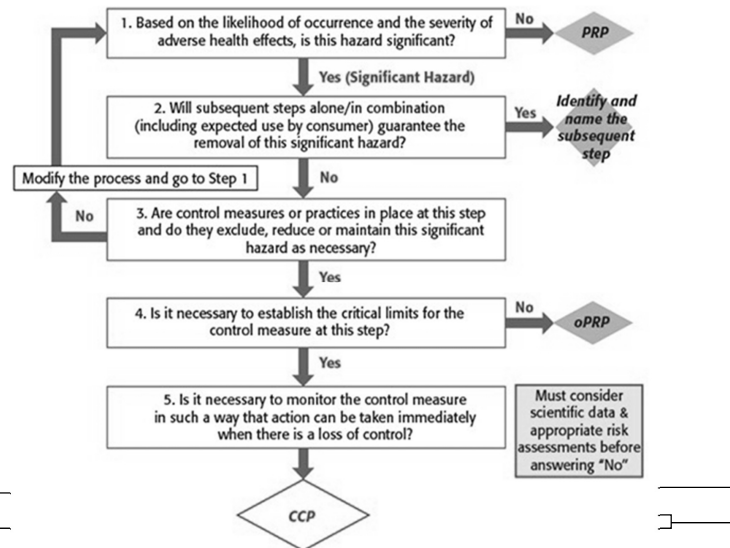 1. Based on the likelihood of occurrence and the severity of
adverse health effects, is this hazard significant?
No
PRP
Yes (Significant Hazard)
2. Will subsequent steps alone/in combination
(including expected use by consumer) guarantee the
removal of this significant hazard?
Yes
Identify and
name the
subsequent
step
Modify the process and go to Step 1
No
No
3. Are control measures or practices in place at this step
and do they exclude, reduce or maintain this significant
hazard as necessary?
Yes
4. Is it necessary to establish the critical limits for the
control measure at this step?
No
oPRP
Yes
5. Is it necessary to monitor the control measure
in such a way that action can be taken immediately
when there is a loss of control?
Must consider
scientific data &
appropriate risk
assessments before
answering "No"
CCP